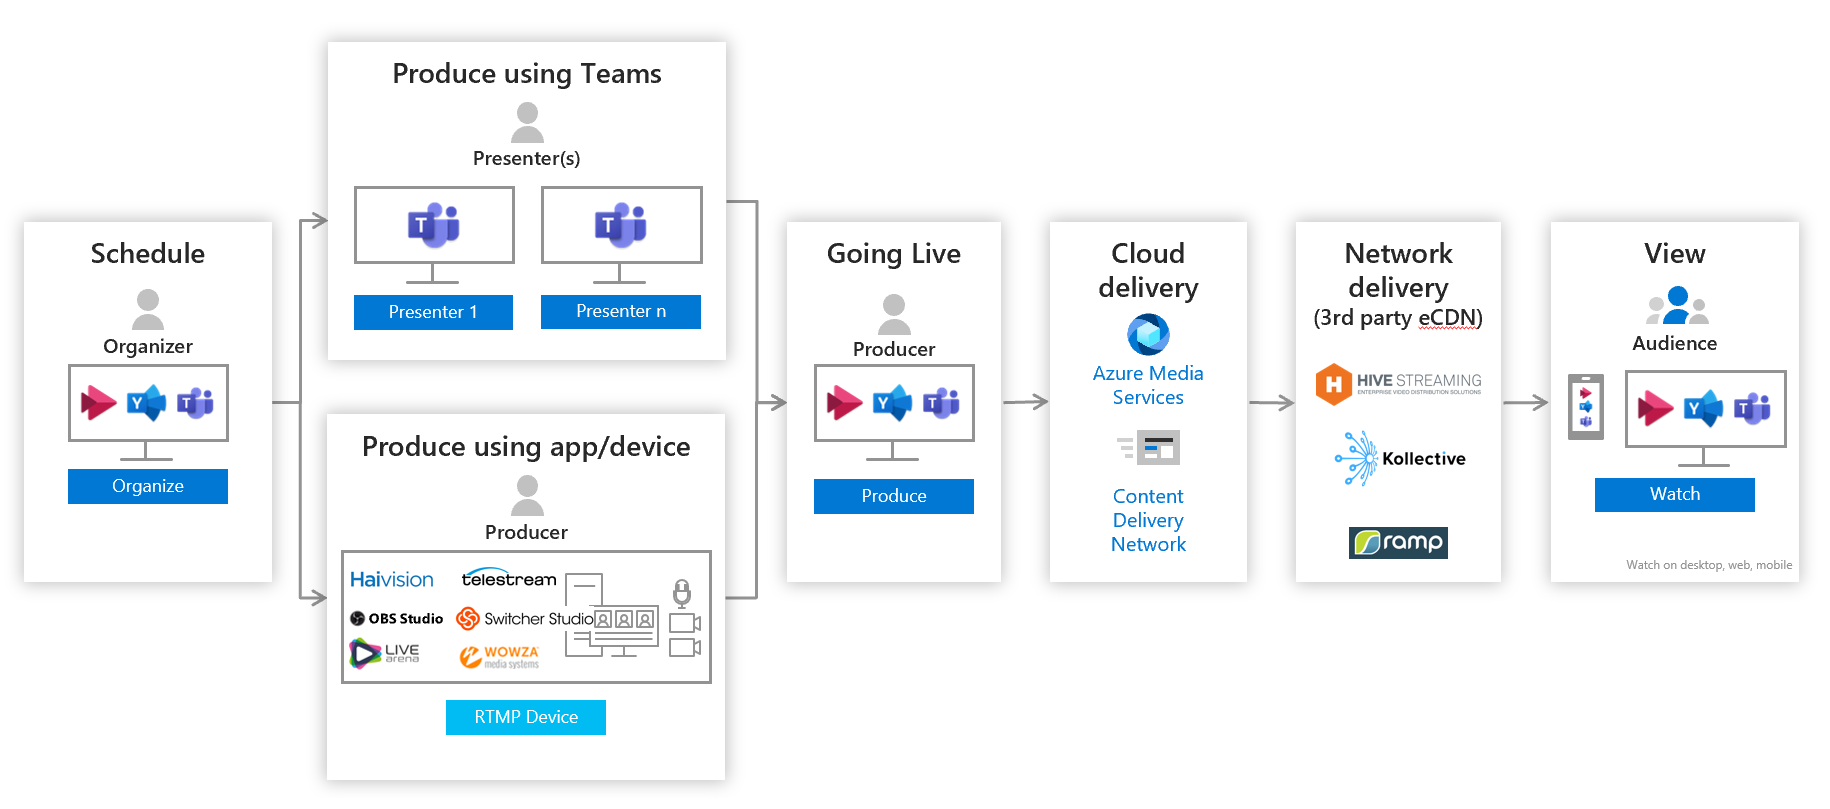 Schedule
Organizer
Y
Organize
Produce using Teams
Presenter(s)
T
T
Presenter 1
Presenter n
Produce using app/device
Producer
Haivision
telestream
OBS Studio
Switcher Studio
LIVE
arena
WOWZA
media systems
RTMP Device
Going Live
Producer
Y
Produce
Cloud
delivery
Azure Media
Services
Content
Delivery
Network
Network
delivery
(3rd party eCDN)
H
HIVE STREAMING
ENTERPRISE VIDEO DISTRIBUTION SOLUTIONS
Kollective
ramp
View
Audience
Y
T
Watch
Watch on desktop, web, mobile